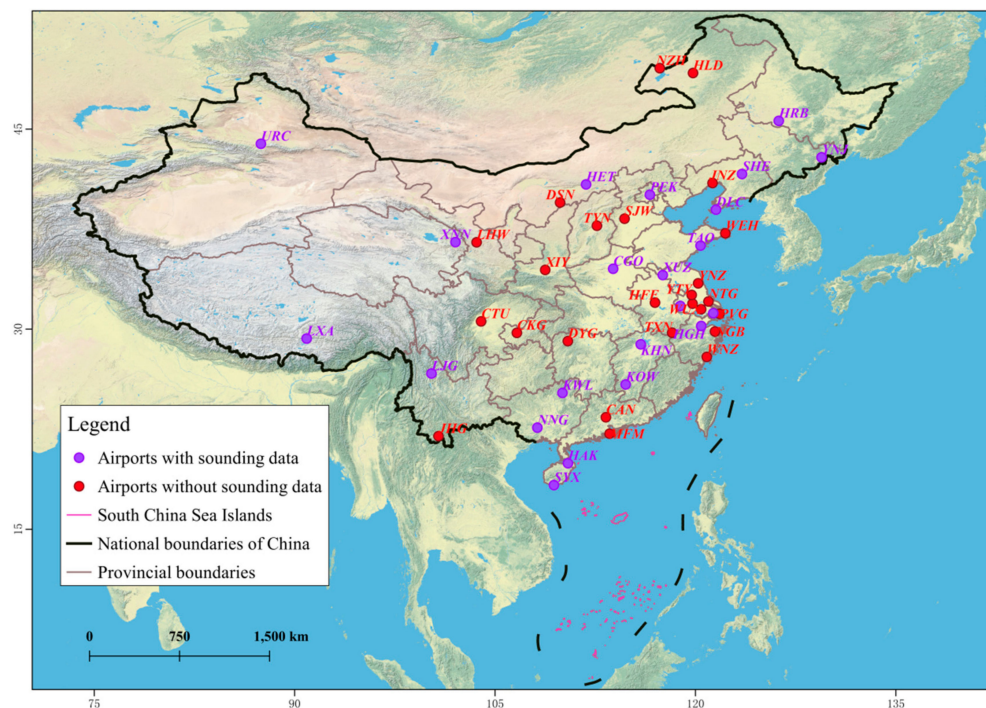 NZH
HLD
45
HRB
URC
YNJ
SHE
HET
PEK
JNZ
DSN
DLC
SJW
TYN
WEH
XNN
LHW
TAO
CGO
XUZ
XIY
YNZ
YTY
HFE
NTG
PVG
CTU
CKG
TXN
HGH
NGB
30
LXA
DYG
KHN
WNZ
LJG
KOW
KWL
CAN
NNG
MFM
JHG
HAK
SYX
Legend
Airports with sounding data
Airports without sounding data
South China Sea Islands
National boundaries of China
Provincial boundaries
15
0 750 1,500 km
75 90 105 120 135